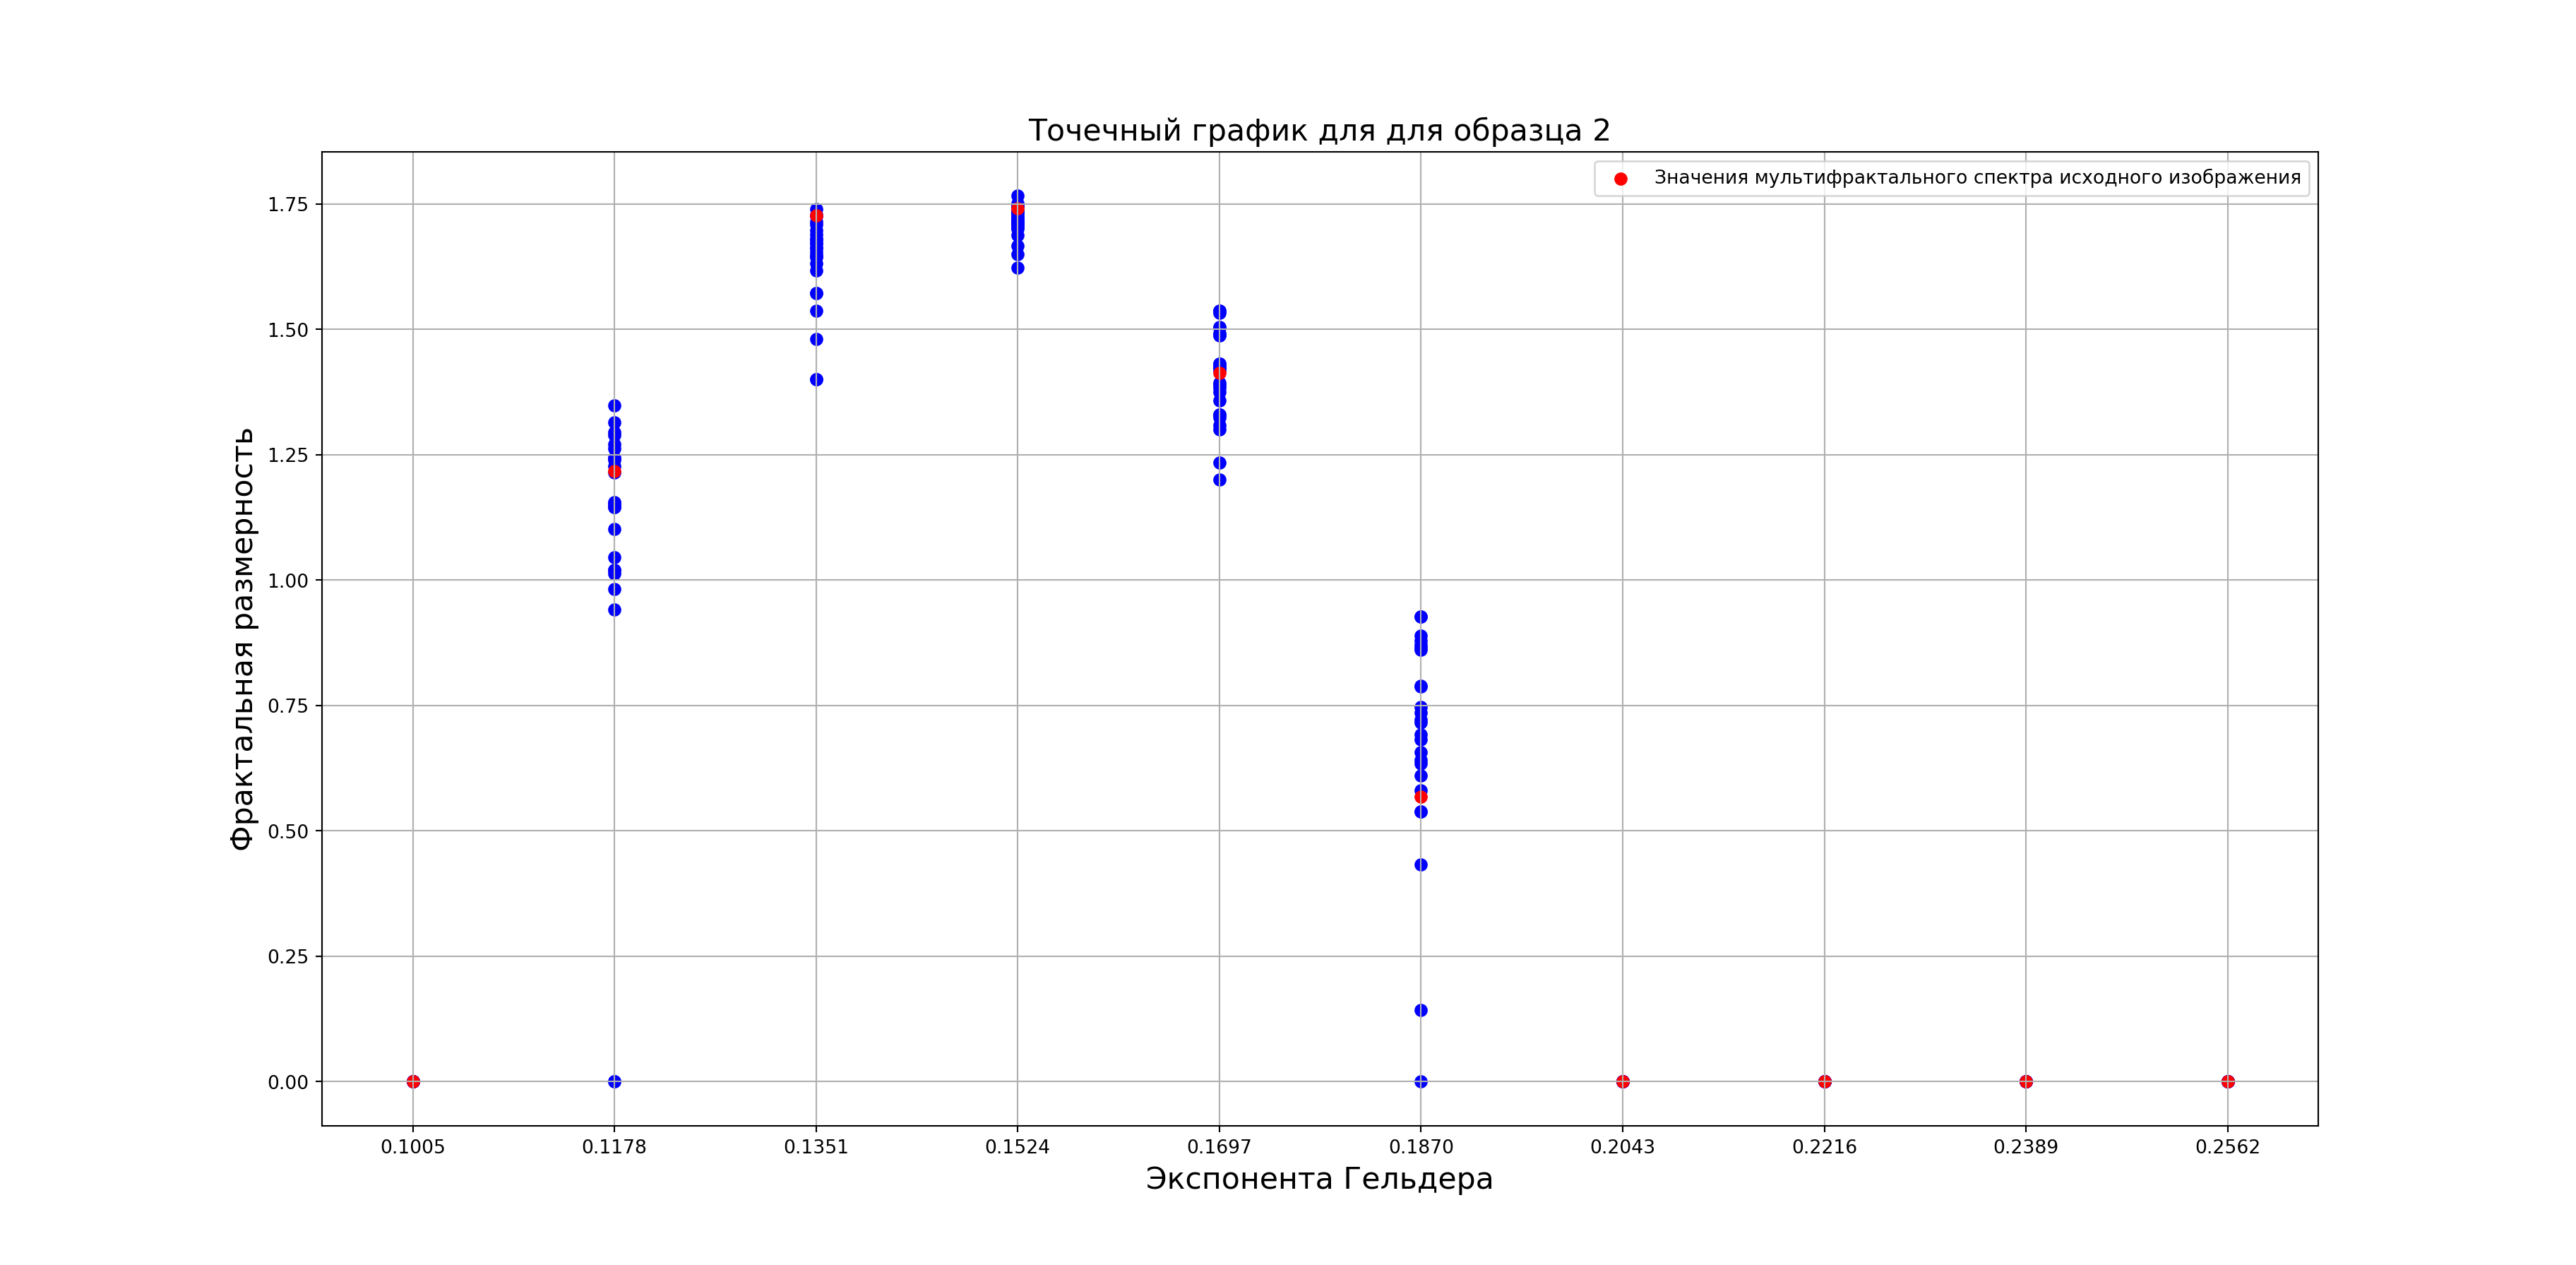 Точечный график для для образца 2
Значения мультифрактального спектра исходного изображения
Фрактальная размерность
1.75
1.50
1.25
1.00
0.75
0.50
0.25
0.00
0.1005 0.1178 0.1351 0.1524 0.1697 0.1870 0.2043 0.2216 0.2389 0.2562
Экспонента Гельдера